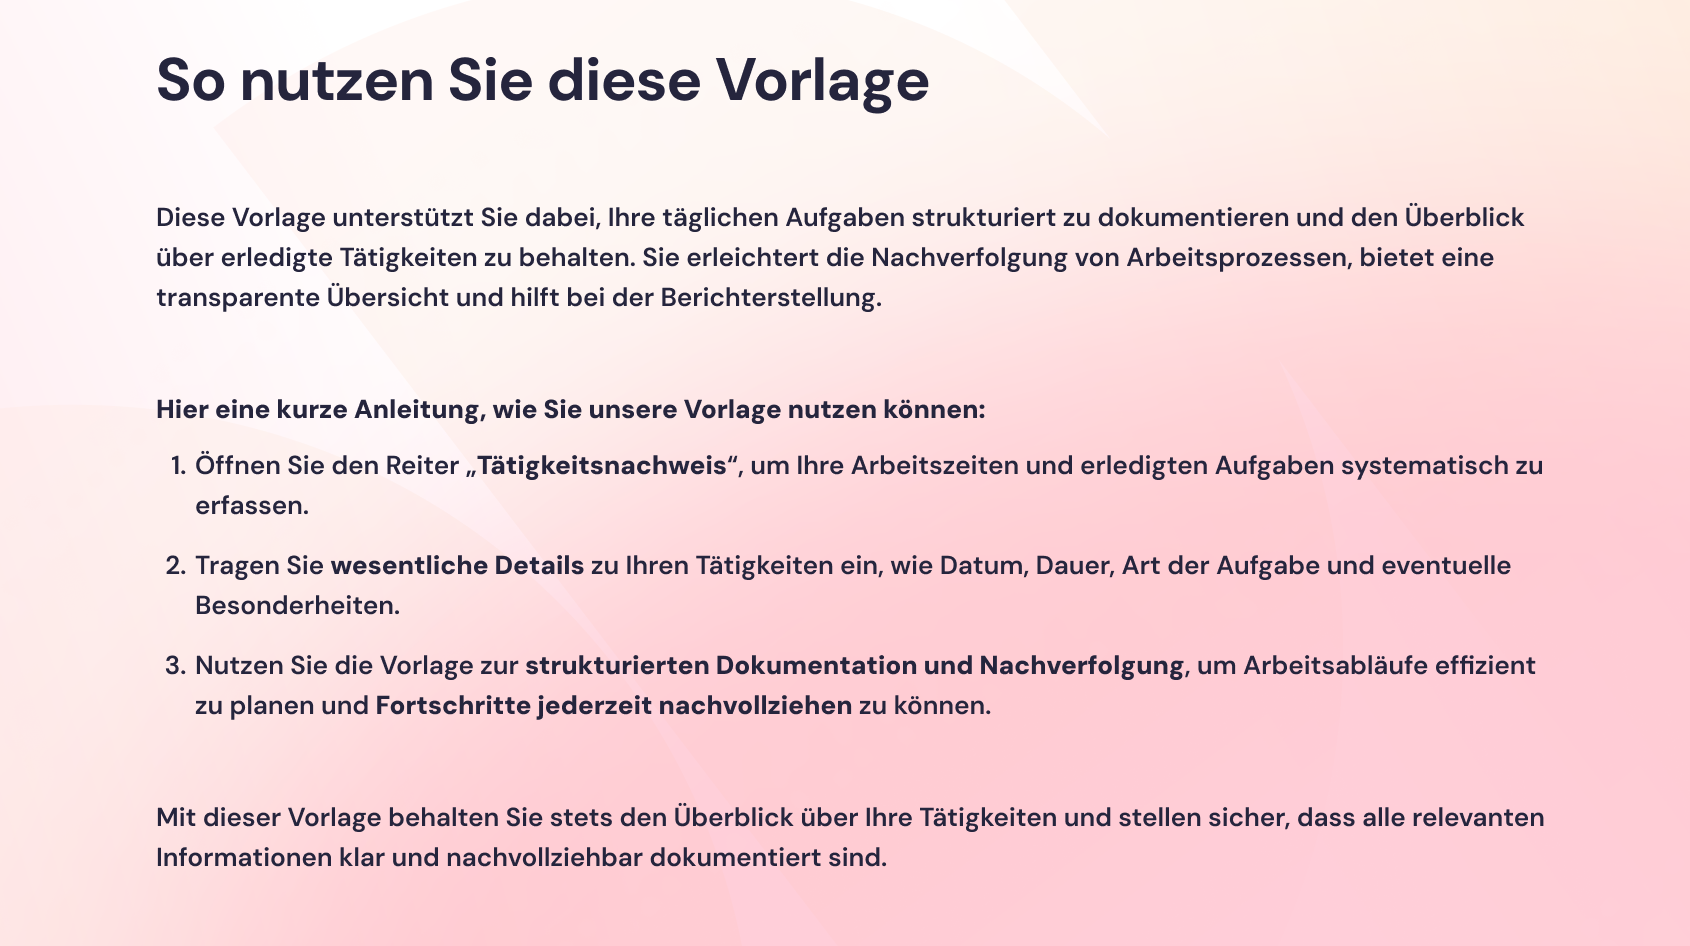 So nutzen Sie diese Vorlage
Diese Vorlage unterstützt Sie dabei, Ihre täglichen Aufgaben strukturiert zu dokumentieren und den Überblick
über erledigte Tätigkeiten zu behalten. Sie erleichtert die Nachverfolgung von Arbeitsprozessen, bietet eine
transparente Übersicht und hilft bei der Berichterstellung.
Hier eine kurze Anleitung, wie Sie unsere Vorlage nutzen können:
1. Öffnen Sie den Reiter „Tätigkeitsnachweis“, um Ihre Arbeitszeiten und erledigten Aufgaben systematisch zu
erfassen.
2. Tragen Sie wesentliche Details zu Ihren Tätigkeiten ein, wie Datum, Dauer, Art der Aufgabe und eventuelle
Besonderheiten.
3. Nutzen Sie die Vorlage zur strukturierten Dokumentation und Nachverfolgung, um Arbeitsabläufe effizient
zu planen und Fortschritte jederzeit nachvollziehen zu können.
Mit dieser Vorlage behalten Sie stets den Überblick über Ihre Tätigkeiten und stellen sicher, dass alle relevanten
Informationen klar und nachvollziehbar dokumentiert sind.